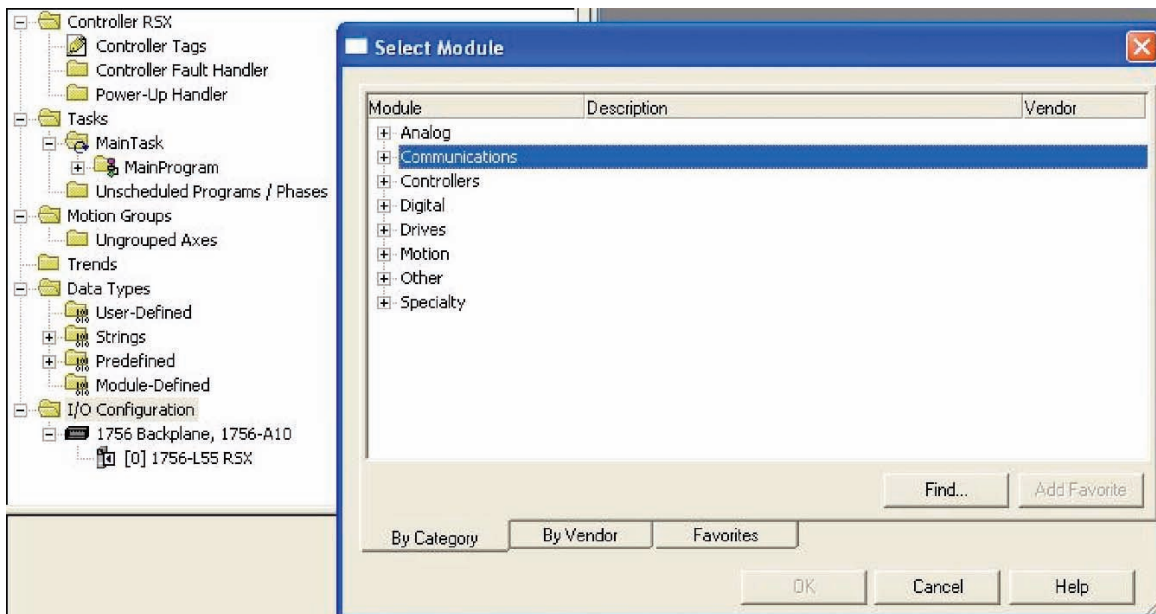 Controller RSX
Controller Tags
Controller Fault Handler
Power-Up Handler
Tasks
MainTask
MainProgram
Unscheduled Programs / Phases
Motion Groups
Ungrouped Axes
Trends
Data Types
User-Defined
Strings
Predefined
Module-Defined
I/O Configuration
1756 Backplane, 1756-A10
[0] 1756-L55 RSX
Select Module
Module Description Vendor
Analog
Communications
Controllers
Digital
Drives
Motion
Other
Specialty
Find... Add Favorite
By Category By Vendor Favorites
OK Cancel Help